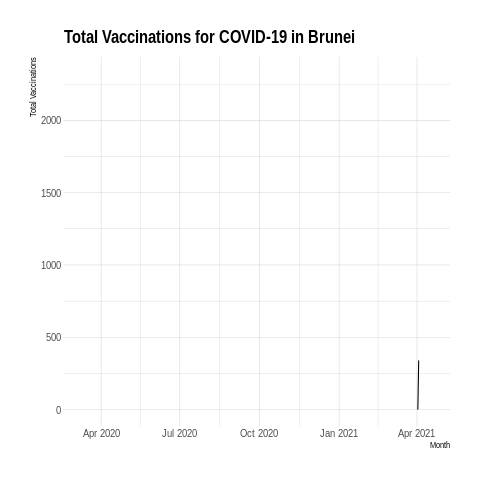 Total Vaccinations for COVID-19 in Brunei
Total Vaccinations
2000
1500
1000
500
0
Apr 2020 Jul 2020 Oct 2020 Jan 2021 Apr 2021
Month